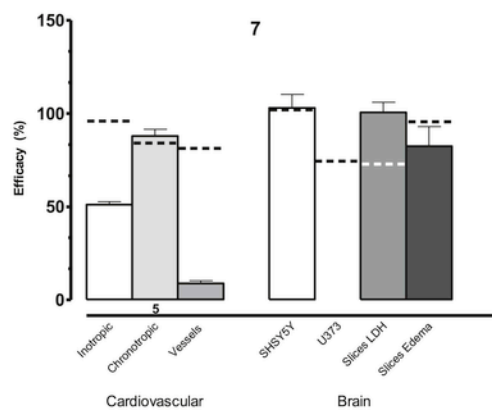 7
150
100
50
0
Efficacy (%)
5
Inotropic
Chronotropic
Vessels
SHSY5Y
U373
Slices LDH
Slices Edema
Cardiovascular
Brain